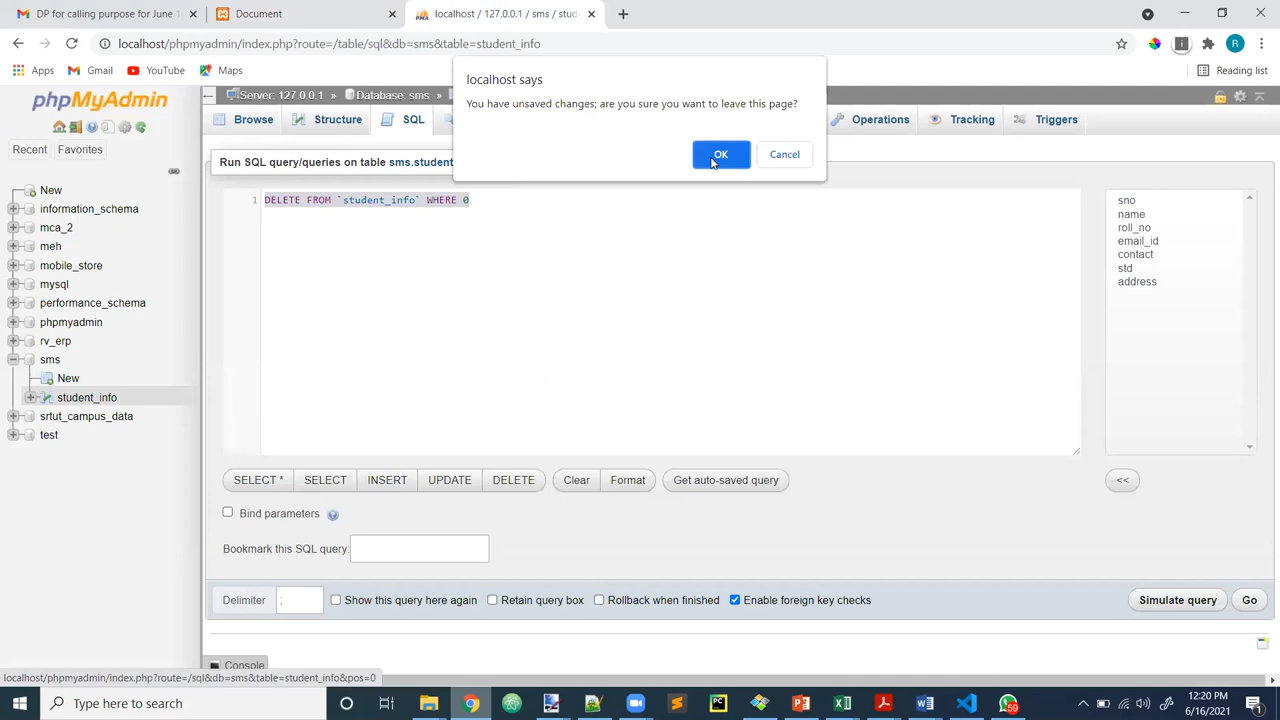 DP for calling purpose for June 1
Document
localhost / 127.0.0.1 / sms / stude
localhost/phpmyadmin/index.php?route=/table/sql&db=sms&table=student_info
R
Apps
Gmail
YouTube
Maps
Reading list
localhost says
You have unsaved changes; are you sure you want to leave this page?
OK
Cancel
phpMyAdmin
Recent
Favorites
New
information_schema
mca_2
meh
mobile_store
mysql
performance_schema
phpmyadmin
rv_erp
sms
New
student_info
srtut_campus_data
test
Server: 127.0.0.1 »
Database: sms »
Browse
Structure
SQL
Operations
Tracking
Triggers
Run SQL query/queries on table sms.student
1 DELETE FROM `student_info` WHERE 0
sno
name
roll_no
email_id
contact
std
address
SELECT *
SELECT
INSERT
UPDATE
DELETE
Clear
Format
Get auto-saved query
<<
Bind parameters
Bookmark this SQL query:
Delimiter
;
Show this query here again
Retain query box
Rollback when finished
Enable foreign key checks
Simulate query
Go
Console
localhost/phpmyadmin/index.php?route=/sql&db=sms&table=student_info&pos=0
Type here to search
PC
59
12:20 PM
6/16/2021